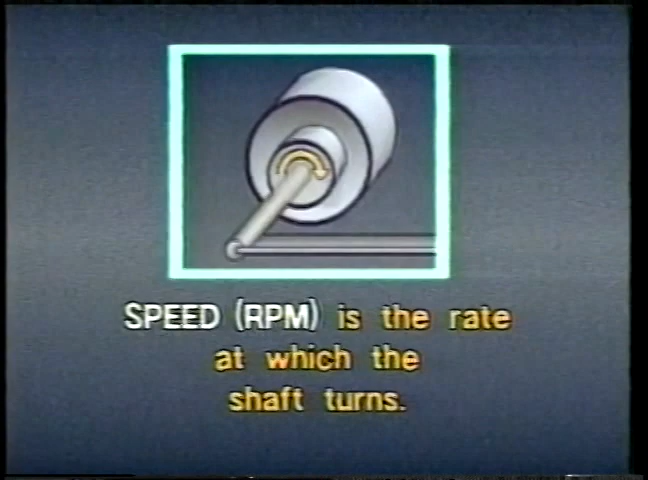 SPEED (RPM) is the rate
at which the
shaft turns.